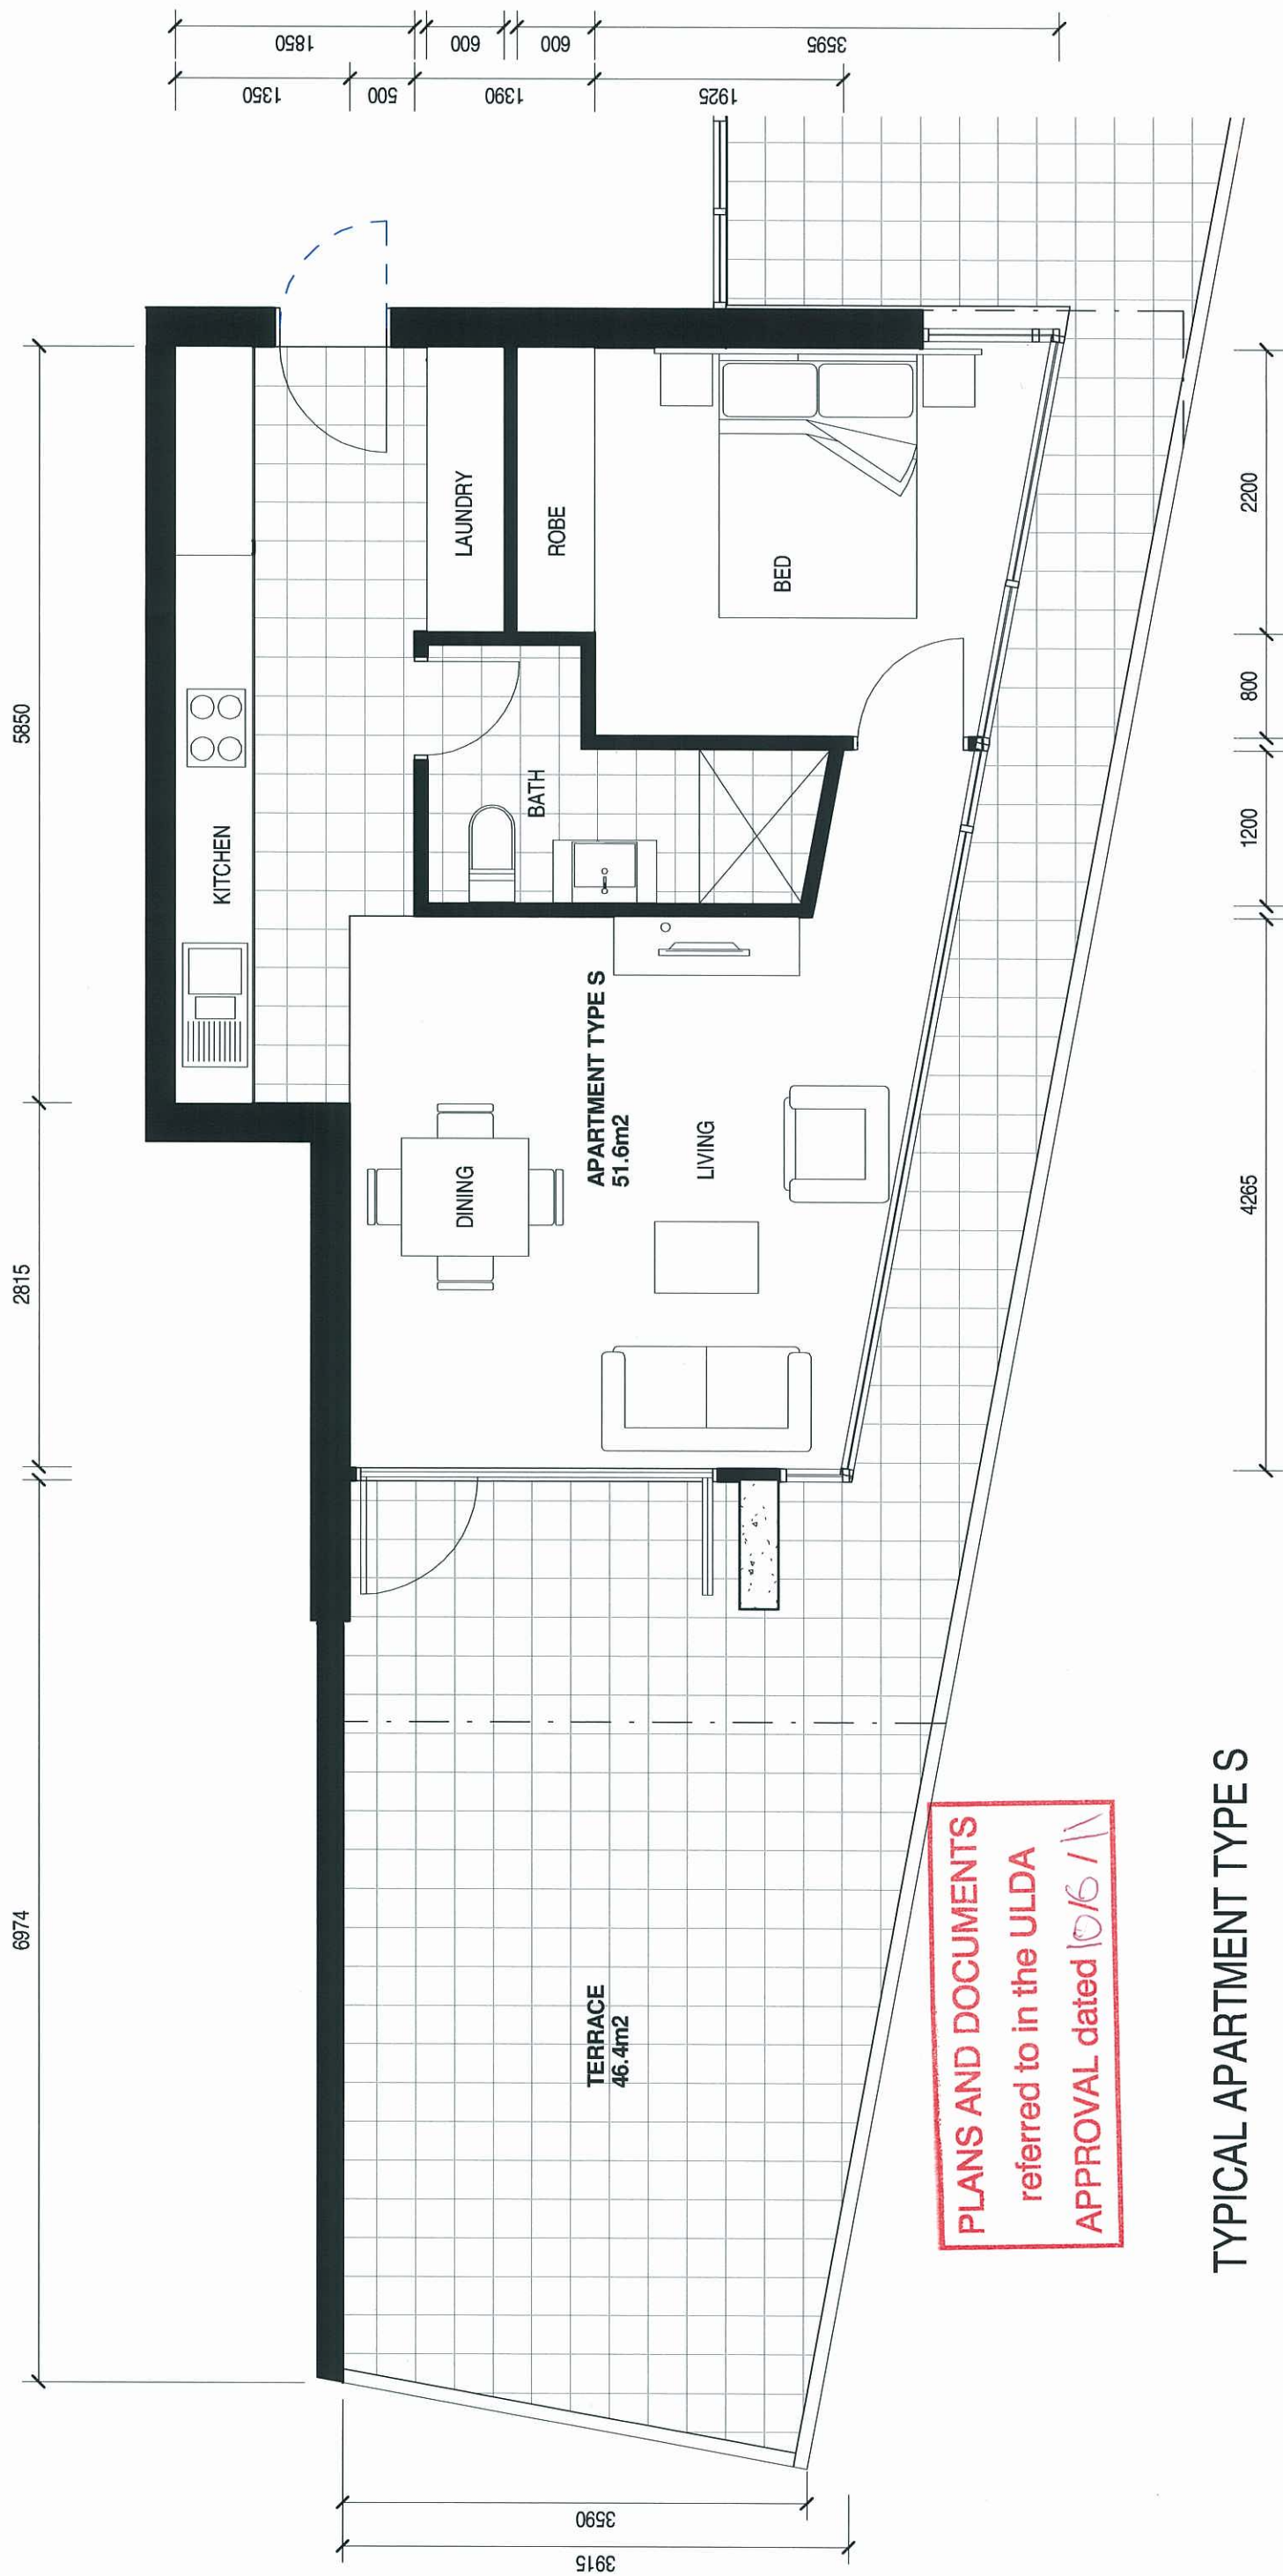 5850
2815
6974
1850
1350
600
500
600
1390
3595
1925
KITCHEN
LAUNDRY
ROBE
BED
BATH
APARTMENT TYPE S
51.6m2
DINING
LIVING
TERRACE
46.4m2
2200
800
1200
4265
3590
3915
PLANS AND DOCUMENTS
referred to in the ULDA
APPROVAL dated 10/6/11
TYPICAL APARTMENT TYPE S